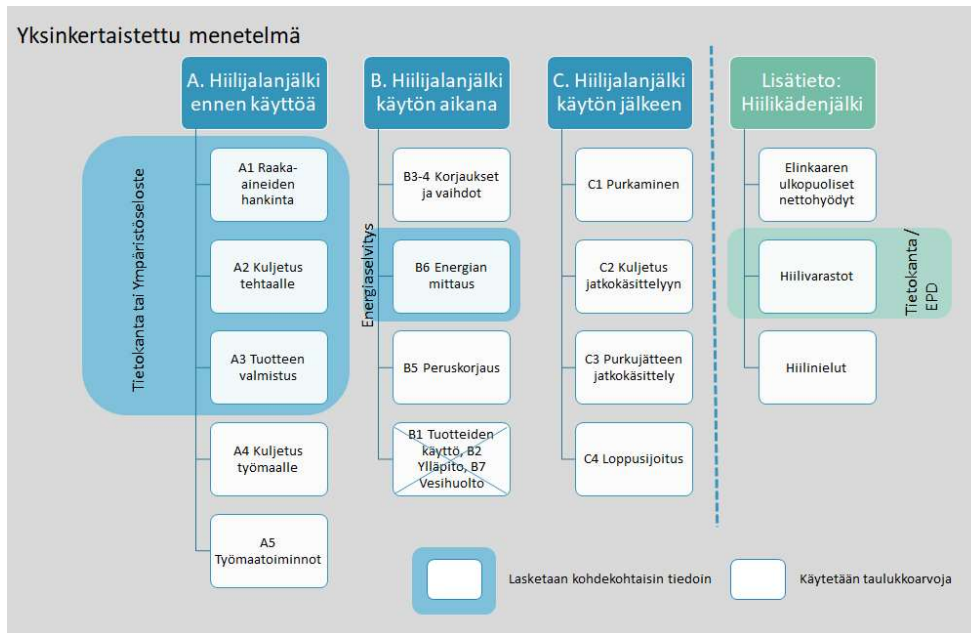 Yksinkertaistettu menetelmä
A. Hiilijalanjälki
ennen käyttöä
B. Hiilijalanjälki
käytön aikana
C. Hiilijalanjälki
käytön jälkeen
Lisätieto:
Hiilikädenjälki
Tietokanta tai Ympäristöseloste
A1 Raaka-
aineiden
hankinta
A2 Kuljetus
tehtaalle
A3 Tuotteen
valmistus
A4 Kuljetus
työmaalle
A5
Työmaatoiminnot
Energiaselvitys
B3-4 Korjaukset
ja vaihdot
B6 Energian
mittaus
B5 Peruskorjaus
B1 Tuotteiden
käyttö, B2
Ylläpito, B7
Vesihuolto
C1 Purkaminen
C2 Kuljetus
jatkokäsittelyyn
C3 Purkujätteen
jatkokäsittely
C4 Loppusijoitus
Elinkaaren
ulkopuoliset
nettohyödyt
Hiilivarastot
Tietokanta /
EPD
Hiilinielut
Lasketaan kohdekohtaisin tiedoin
Käytetään taulukkoarvoja